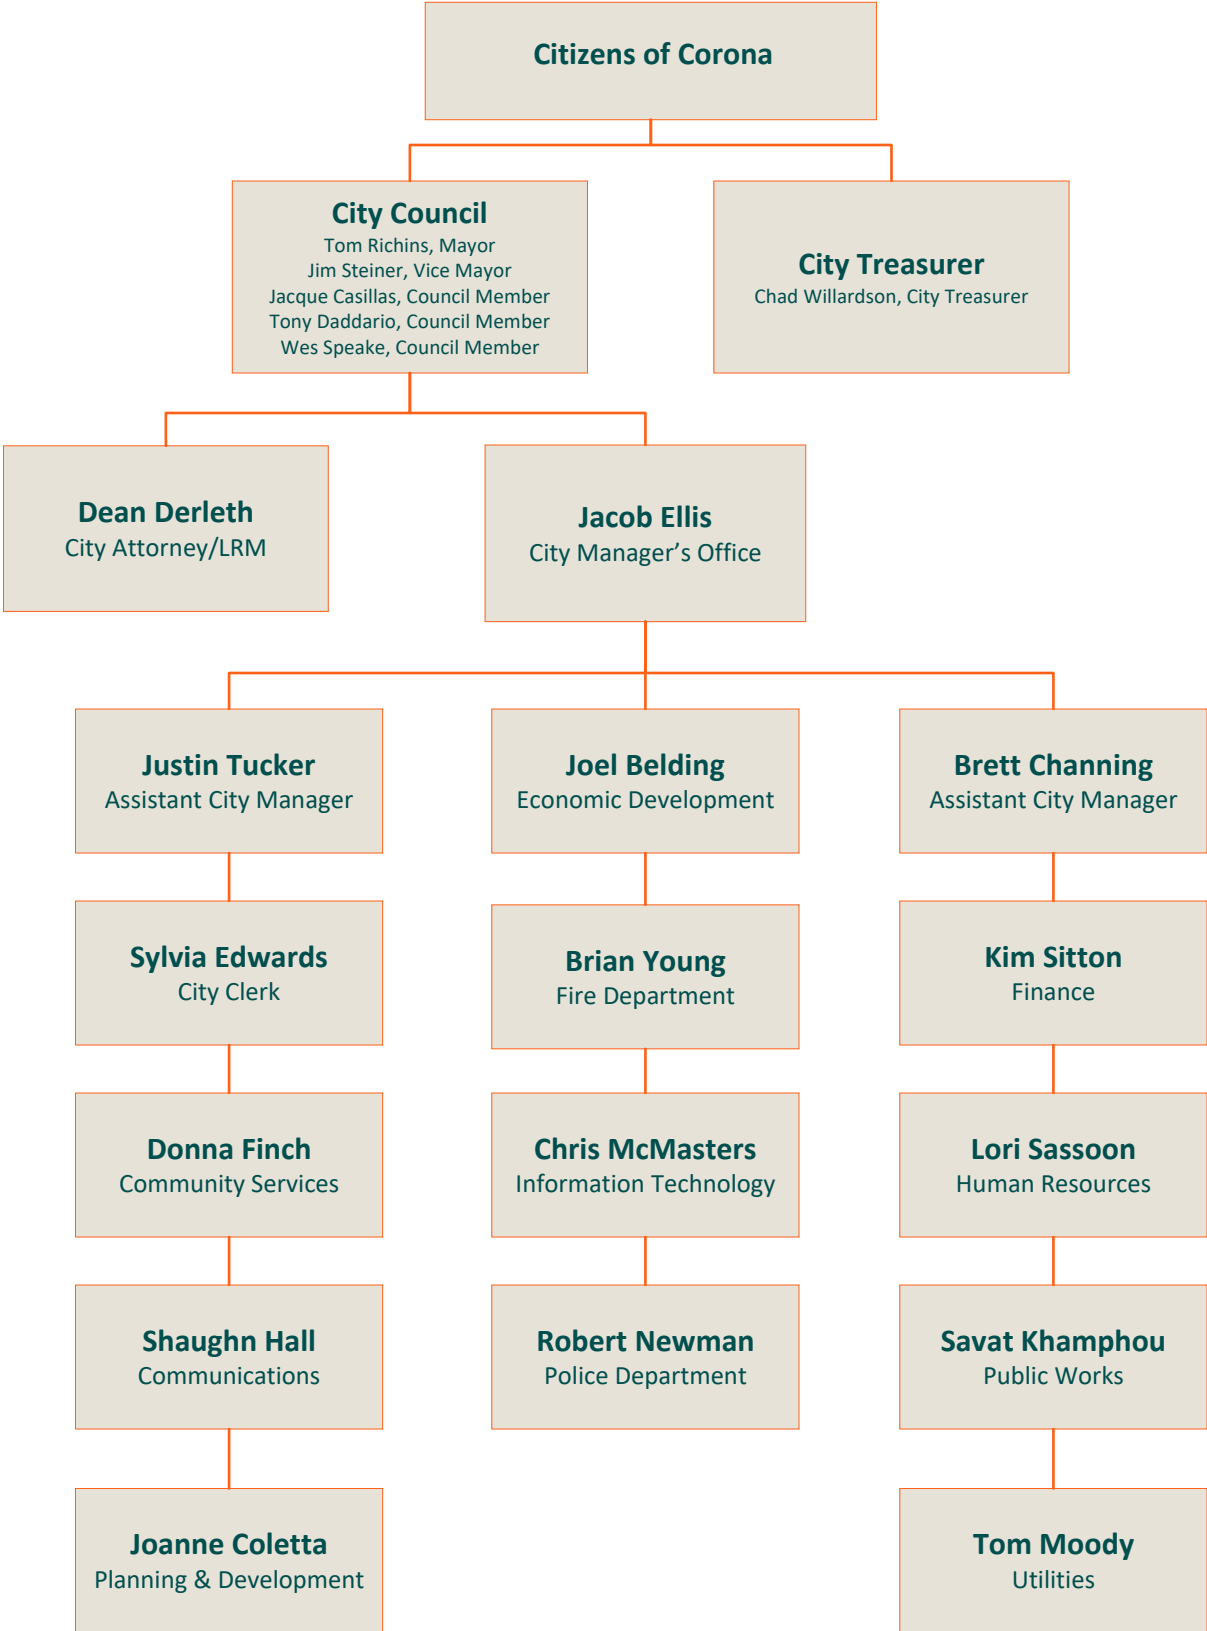 Citizens of Corona
City Council
Tom Richins, Mayor
Jim Steiner, Vice Mayor
Jacque Casillas, Council Member
Tony Daddario, Council Member
Wes Speake, Council Member
City Treasurer
Chad Willardson, City Treasurer
Dean Derleth
City Attorney/LRM
Jacob Ellis
City Manager’s Office
Justin Tucker
Assistant City Manager
Joel Belding
Economic Development
Brett Channing
Assistant City Manager
Sylvia Edwards
City Clerk
Brian Young
Fire Department
Kim Sitton
Finance
Donna Finch
Community Services
Chris McMasters
Information Technology
Lori Sassoon
Human Resources
Shaughn Hall
Communications
Robert Newman
Police Department
Savat Khamphou
Public Works
Joanne Coletta
Planning & Development
Tom Moody
Utilities